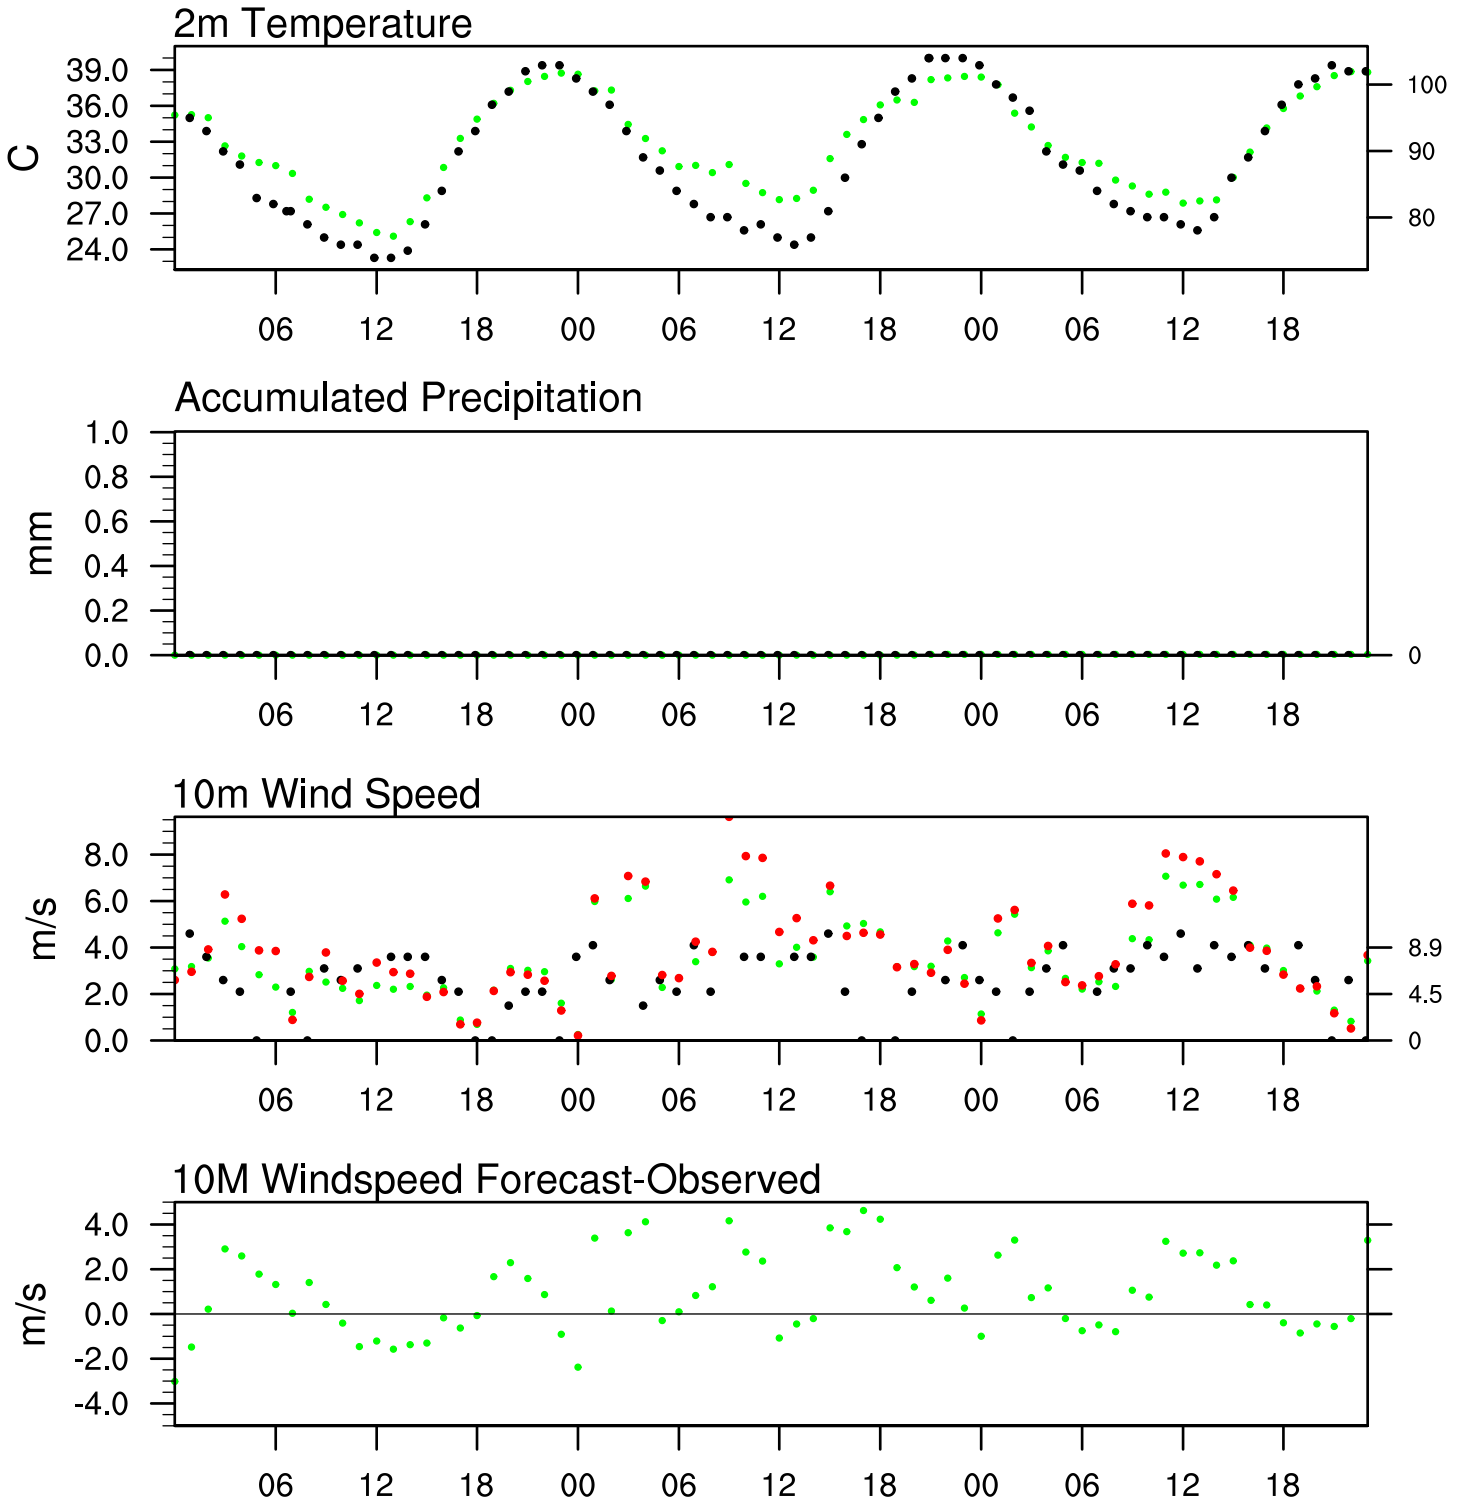 2m Temperature
39.0
36.0
33.0
30.0
27.0
24.0
C
100
90
80
06 12 18 00 06 12 18 00 06 12 18
Accumulated Precipitation
1.0
0.8
0.6
0.4
0.2
0.0
mm
0
06 12 18 00 06 12 18 00 06 12 18
10m Wind Speed
8.0
6.0
4.0
2.0
0.0
m/s
8.9
4.5
0
06 12 18 00 06 12 18 00 06 12 18
10M Windspeed Forecast-Observed
4.0
2.0
0.0
-2.0
-4.0
m/s
06 12 18 00 06 12 18 00 06 12 18